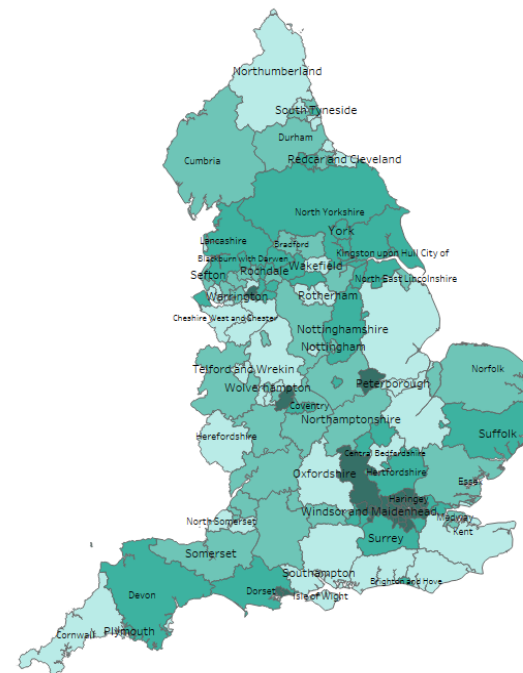 Northumberland
South Tyneside
Durham
Cumbria
Redcar and Cleveland
North Yorkshire
York
Lancashire
Bradford
Kingston upon Hull City of
Blackburn with Darwen
Wakefield
Rochdale
Sefton
North East Lincolnshire
Warrington
Rotherham
Cheshire West and Chester
Nottinghamshire
Nottingham
Telford and Wrekin
Norfolk
Wolverhampton
Peterborough
Coventry
Northamptonshire
Suffolk
Herefordshire
Central Bedfordshire
Oxfordshire
Hertfordshire
Essex
Haringey
Windsor and Maidenhead
Medway
North Somerset
Kent
Surrey
Somerset
Southampton
Brighton and Hove
Devon
Dorset
Isle of Wight
Plymouth
Cornwall